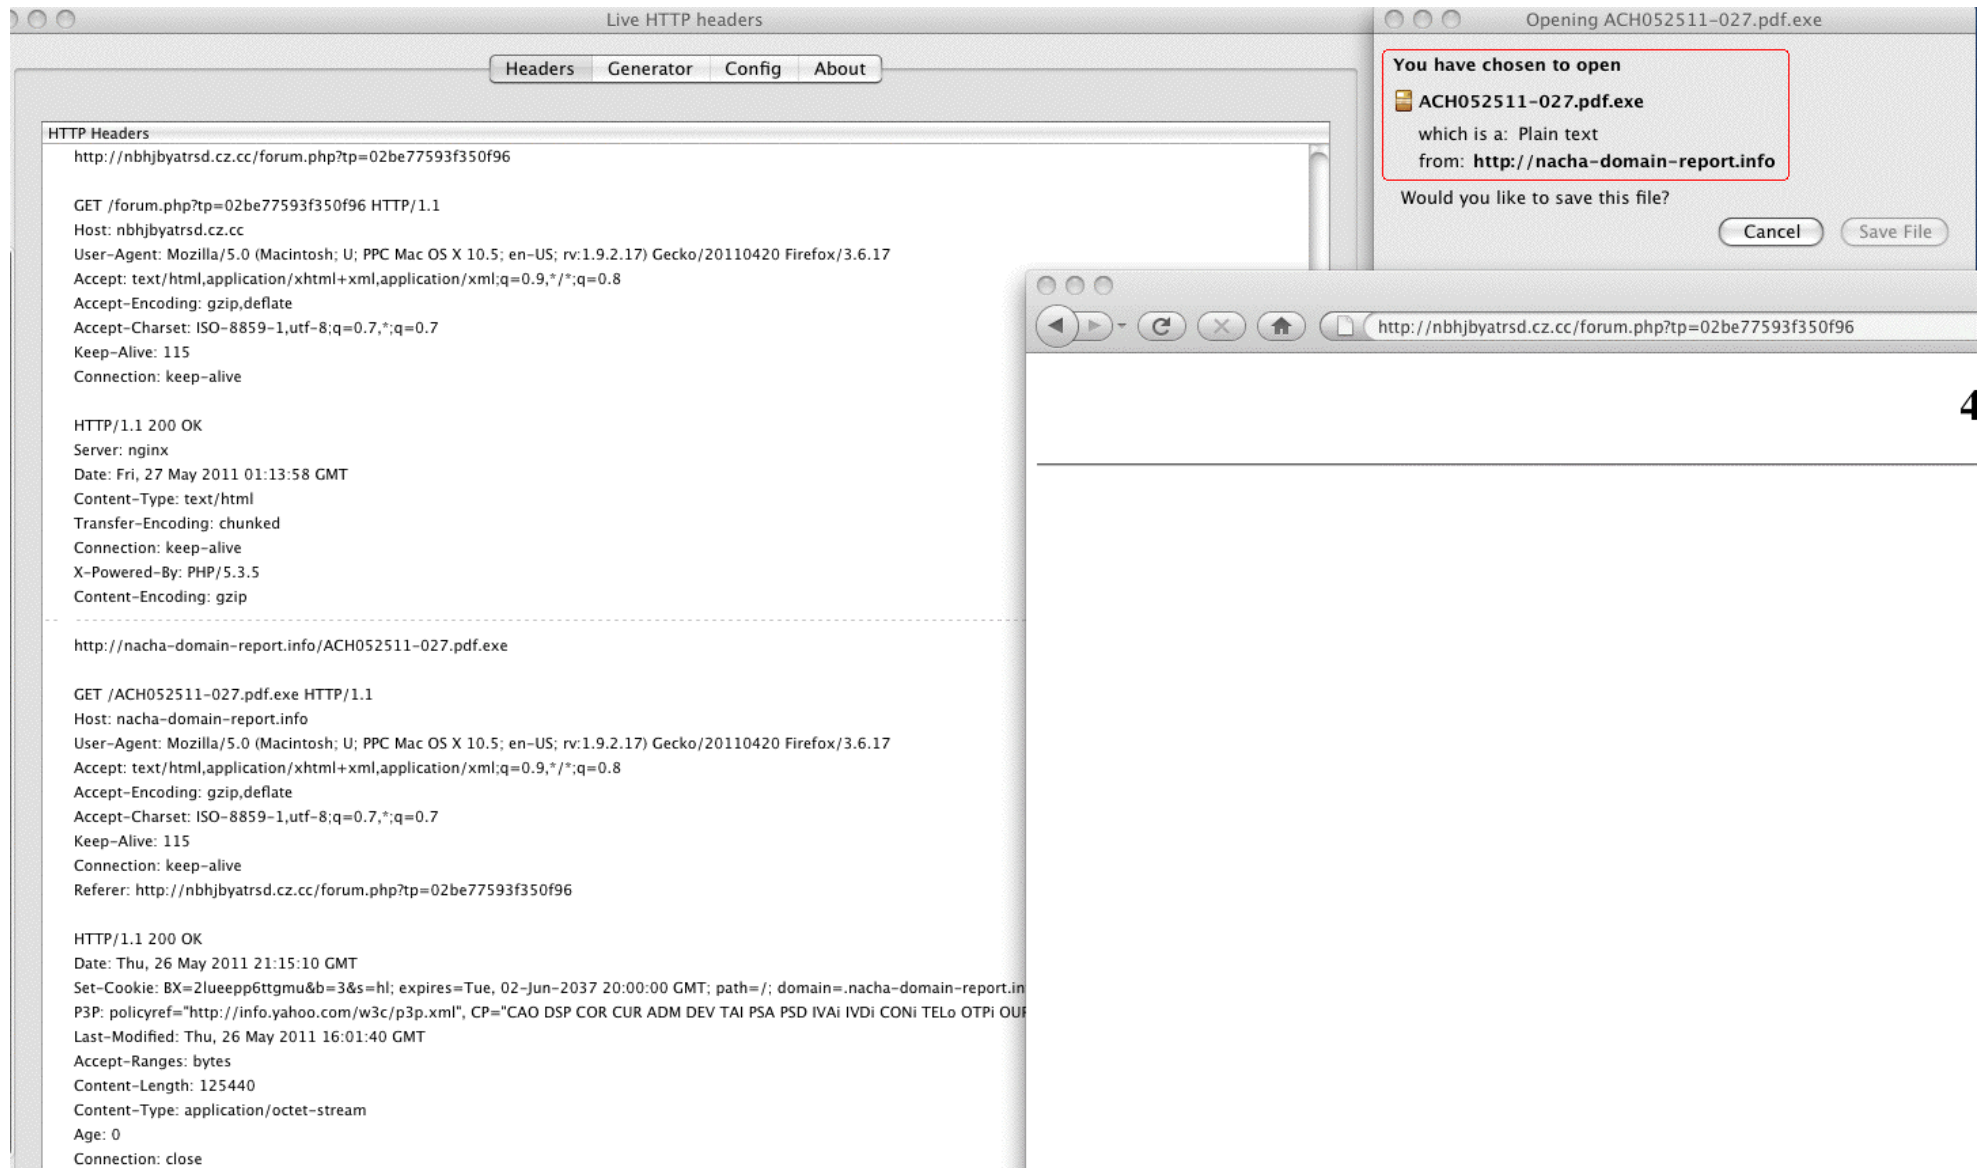 Live HTTP headers
Headers Generator Config About
HTTP Headers
http://nbhjbyatrsd.cz.cc/forum.php?tp=02be77593f350f96
GET /forum.php?tp=02be77593f350f96 HTTP/1.1
Host: nbhjbyatrsd.cz.cc
User-Agent: Mozilla/5.0 (Macintosh; U; PPC Mac OS X 10.5; en-US; rv:1.9.2.17) Gecko/20110420 Firefox/3.6.17
Accept: text/html,application/xhtml+xml,application/xml;q=0.9,*/*;q=0.8
Accept-Encoding: gzip,deflate
Accept-Charset: ISO-8859-1,utf-8;q=0.7,*;q=0.7
Keep-Alive: 115
Connection: keep-alive
HTTP/1.1 200 OK
Server: nginx
Date: Fri, 27 May 2011 01:13:58 GMT
Content-Type: text/html
Transfer-Encoding: chunked
Connection: keep-alive
X-Powered-By: PHP/5.3.5
Content-Encoding: gzip
http://nacha-domain-report.info/ACH052511-027.pdf.exe
GET /ACH052511-027.pdf.exe HTTP/1.1
Host: nacha-domain-report.info
User-Agent: Mozilla/5.0 (Macintosh; U; PPC Mac OS X 10.5; en-US; rv:1.9.2.17) Gecko/20110420 Firefox/3.6.17
Accept: text/html,application/xhtml+xml,application/xml;q=0.9,*/*;q=0.8
Accept-Encoding: gzip,deflate
Accept-Charset: ISO-8859-1,utf-8;q=0.7,*;q=0.7
Keep-Alive: 115
Connection: keep-alive
Referer: http://nbhjbyatrsd.cz.cc/forum.php?tp=02be77593f350f96
HTTP/1.1 200 OK
Date: Thu, 26 May 2011 21:15:10 GMT
Set-Cookie: BX=2lueepp6ttgmu&b=3&s=hl; expires=Tue, 02-Jun-2037 20:00:00 GMT; path=/; domain=.nacha-domain-report.in
P3P: policyref="http://info.yahoo.com/w3c/p3p.xml", CP="CAO DSP COR CUR ADM DEV TAI PSA PSD IVAi IVDi CONi TELo OTPi OUR
Last-Modified: Thu, 26 May 2011 16:01:40 GMT
Accept-Ranges: bytes
Content-Length: 125440
Content-Type: application/octet-stream
Age: 0
Connection: close
Opening ACH052511-027.pdf.exe
You have chosen to open
ACH052511-027.pdf.exe
which is a: Plain text
from: http://nacha-domain-report.info
Would you like to save this file?
Cancel Save File
http://nbhjbyatrsd.cz.cc/forum.php?tp=02be77593f350f96
4